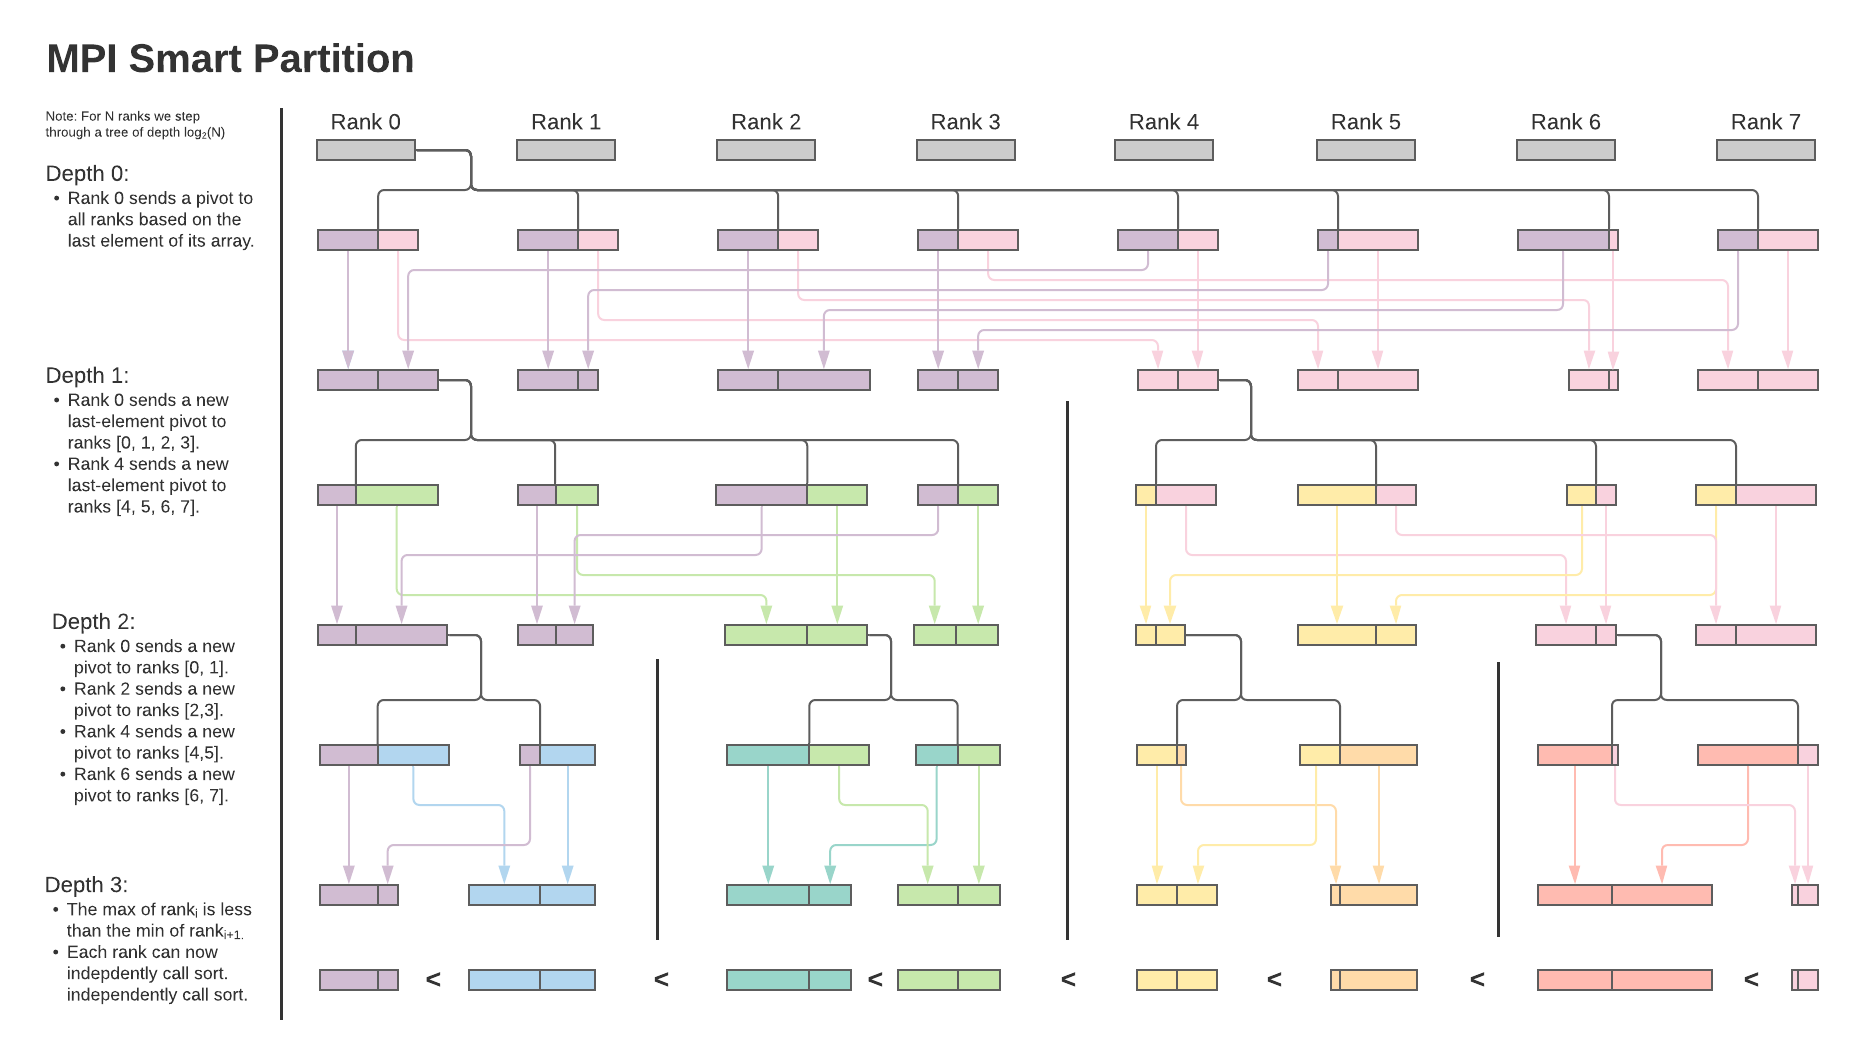 MPI Smart Partition
Note: For N ranks we step
through a tree of depth log₂(N)
Rank 0 Rank 1 Rank 2 Rank 3 Rank 4 Rank 5 Rank 6 Rank 7
Depth 0:
• Rank 0 sends a pivot to
all ranks based on the
last element of its array.
Depth 1:
• Rank 0 sends a new
last-element pivot to
ranks [0, 1, 2, 3].
• Rank 4 sends a new
last-element pivot to
ranks [4, 5, 6, 7].
Depth 2:
• Rank 0 sends a new
pivot to ranks [0, 1].
• Rank 2 sends a new
pivot to ranks [2,3].
• Rank 4 sends a new
pivot to ranks [4,5].
• Rank 6 sends a new
pivot to ranks [6, 7].
Depth 3:
• The max of rankᵢ is less
than the min of rankᵢ₊₁.
• Each rank can now
indepdently call sort.
independently call sort.
< < < < < < <